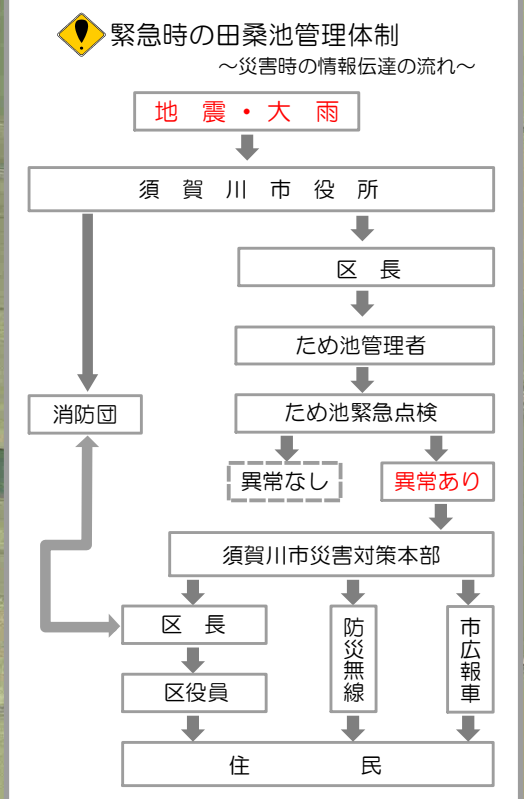 緊急時の田桑池管理体制
～災害時の情報伝達の流れ～
地震・大雨
須賀川市役所
区長
ため池管理者
消防団
ため池緊急点検
異常なし
異常あり
須賀川市災害対策本部
区長
防災無線
市広報車
区役員
住民